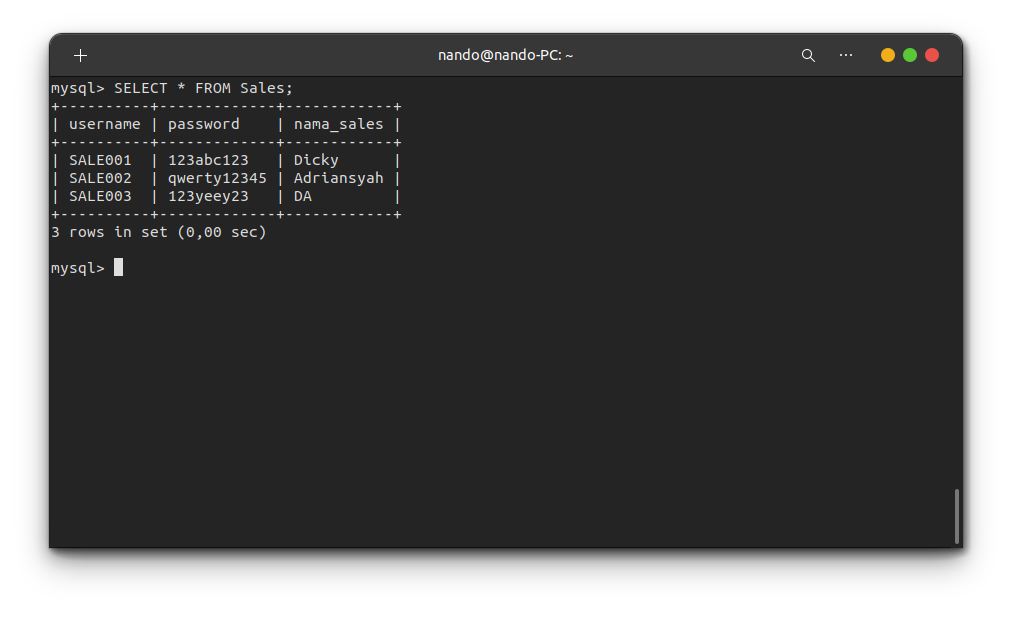 nando@nando-PC: ~
mysql> SELECT * FROM Sales;
+----------+-------------+------------+
| username | password    | nama_sales |
+----------+-------------+------------+
| SALE001  | 123abc123   | Dicky      |
| SALE002  | qwerty12345 | Adriansyah |
| SALE003  | 123yeey23   | DA         |
+----------+-------------+------------+
3 rows in set (0,00 sec)
mysql>